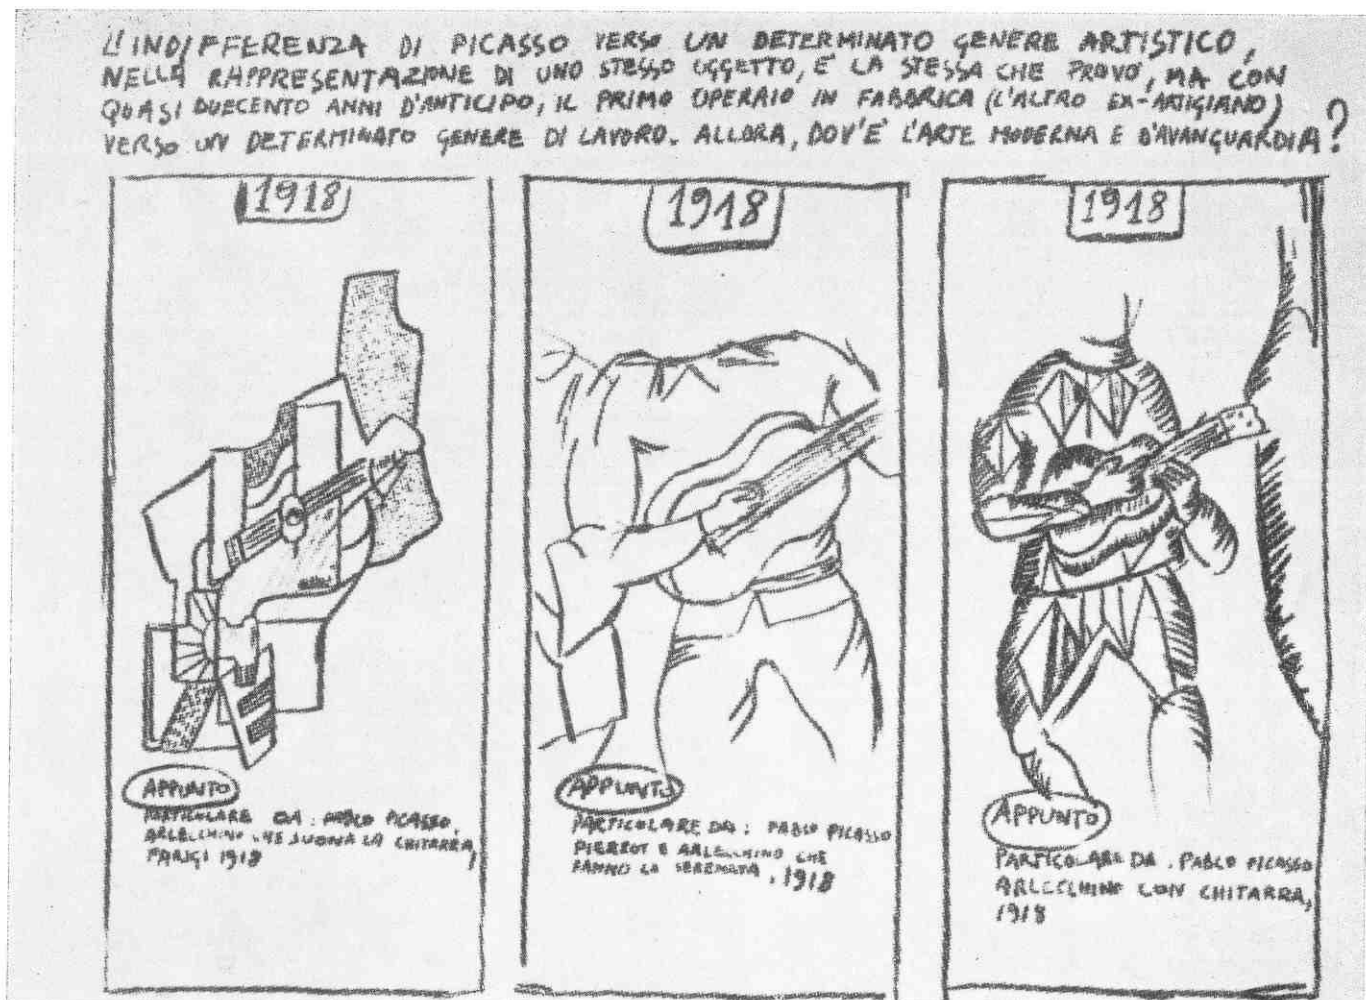 L'INDIFFERENZA DI PICASSO VERSO UN DETERMINATO GENERE ARTISTICO,
NELLA RAPPRESENTAZIONE DI UNO STESSO OGGETTO, E' LA STESSA CHE PROVO', MA CON
QUASI DUECENTO ANNI D'ANTICIPO, IL PRIMO OPERAIO IN FABBRICA (L'ALTRO EX-ARTIGIANO)
VERSO UN DETERMINATO GENERE DI LAVORO. ALLORA, DOV'E' L'ARTE MODERNA E D'AVANGUARDIA?
1918
APPUNTO
PARTICOLARE DA: PABLO PICASSO,
ARLECCHINO CHE SUONA LA CHITARRA,
PARIGI 1918
1918
APPUNTO
PARTICOLARE DA: PABLO PICASSO
PIERROT E ARLECCHINO CHE
FANNO LA SERENATA, 1918
1918
APPUNTO
PARTICOLARE DA. PABLO PICASSO
ARLECCHINO CON CHITARRA,
1918